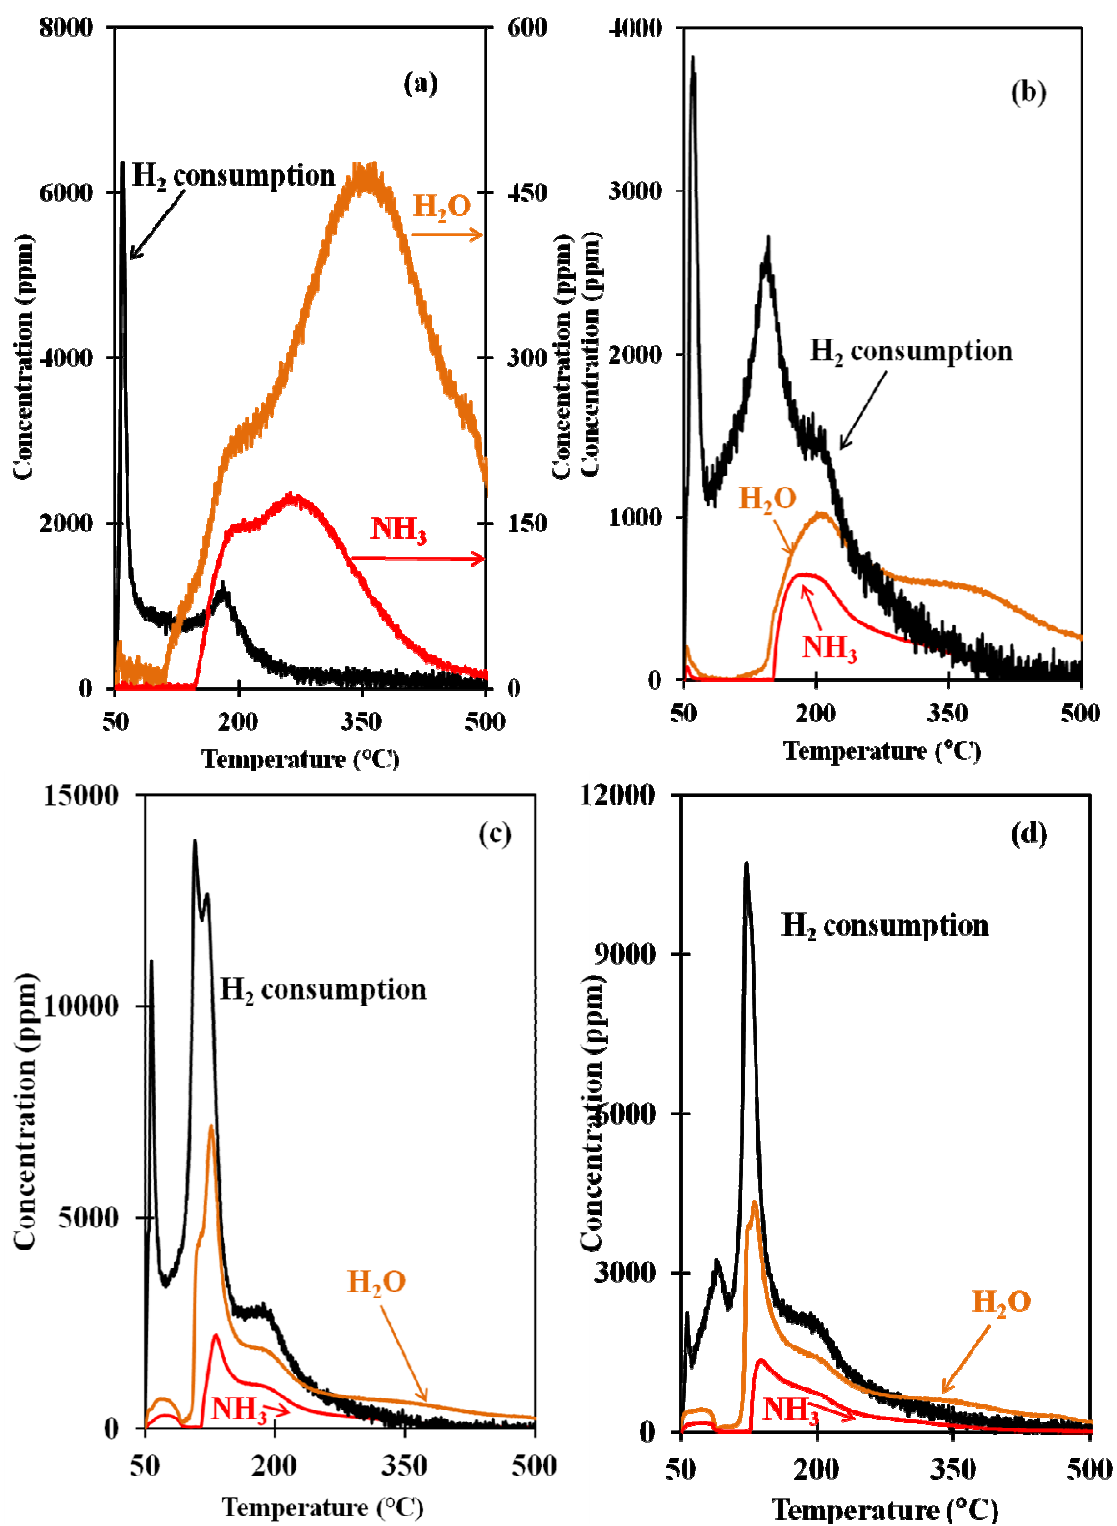 (a)
8000
6000
4000
2000
0
600
450
300
150
0
H₂ consumption
H₂O
NH₃
Concentration (ppm)
Concentration (ppm)
50
200
350
500
Temperature (°C)
(b)
4000
3000
2000
1000
0
H₂ consumption
H₂O
NH₃
Concentration (ppm)
50
200
350
500
Temperature (°C)
(c)
15000
10000
5000
0
H₂ consumption
H₂O
NH₃
Concentration (ppm)
50
200
350
500
Temperature (°C)
(d)
12000
9000
6000
3000
0
H₂ consumption
H₂O
NH₃
Concentration (ppm)
50
200
350
500
Temperature (°C)